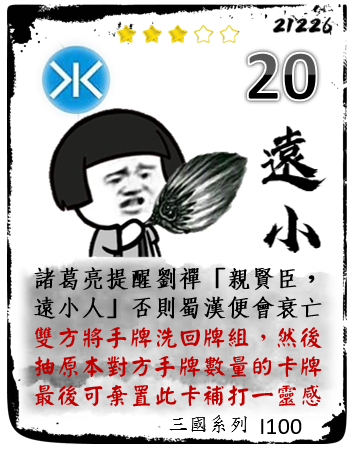 21226
20
遠小
諸葛亮提醒劉禪「親賢臣，
遠小人」否則蜀漢便會衰亡
雙方將手牌洗回牌組，然後
抽原本對方手牌數量的卡牌
最後可棄置此卡補打一靈感
三國系列 I100